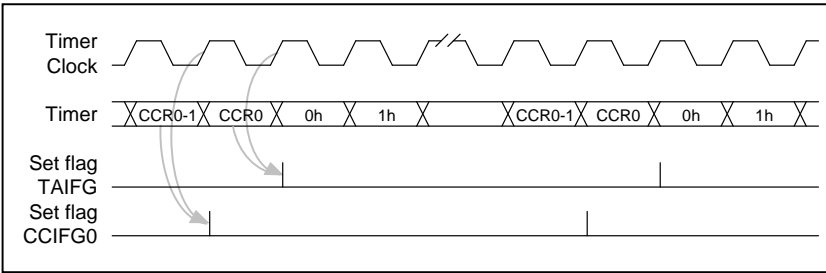 Timer
Clock
Timer CCR0-1 CCR0 0h 1h CCR0-1 CCR0 0h 1h
Set flag
TAIFG
Set flag
CCIFG0